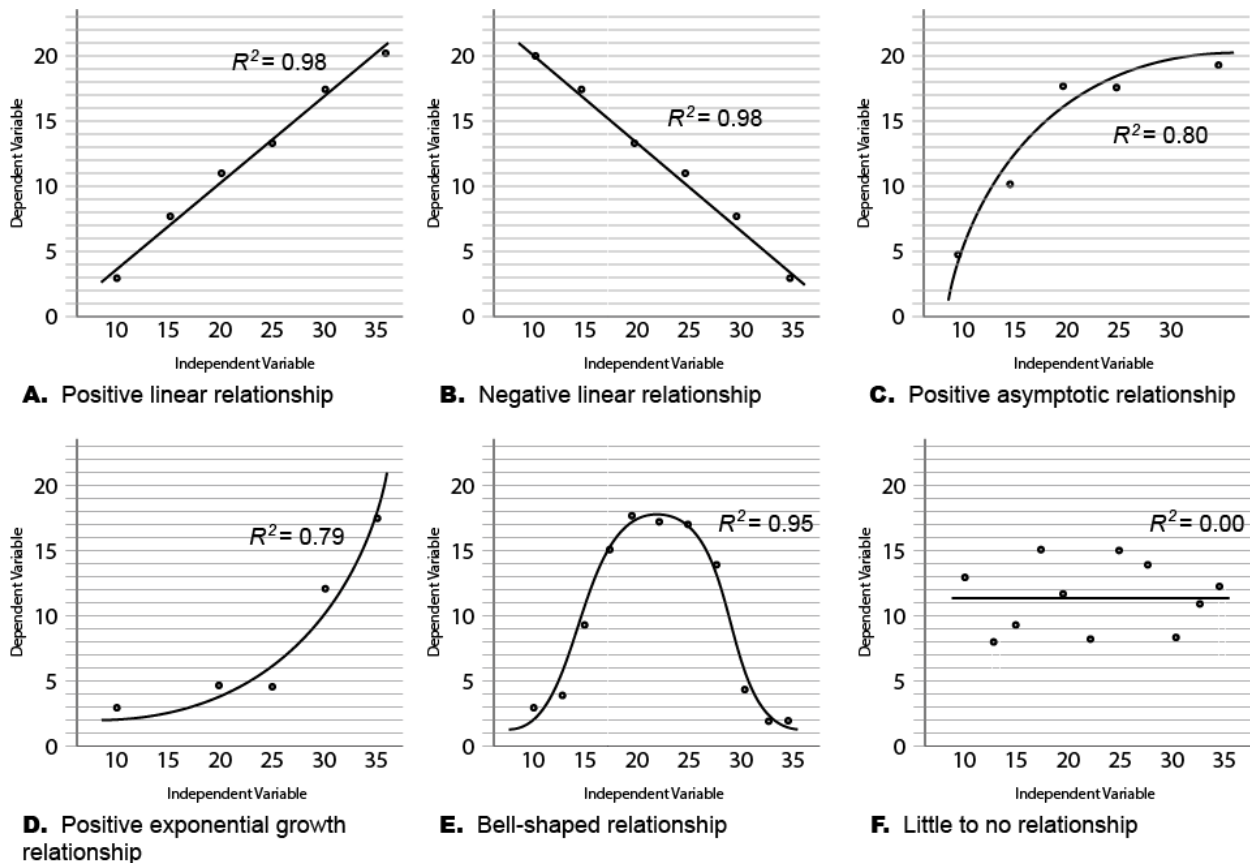 20
15
10
5
0
Dependent Variable
R² = 0.98
10 15 20 25 30 35
Independent Variable
A. Positive linear relationship
20
15
10
5
0
Dependent Variable
R² = 0.98
10 15 20 25 30 35
Independent Variable
B. Negative linear relationship
20
15
10
5
0
Dependent Variable
R² = 0.80
10 15 20 25 30
Independent Variable
C. Positive asymptotic relationship
20
15
10
5
0
Dependent Variable
R² = 0.79
10 15 20 25 30 35
Independent Variable
D. Positive exponential growth
relationship
20
15
10
5
0
Dependent Variable
R² = 0.95
10 15 20 25 30 35
Independent Variable
E. Bell-shaped relationship
20
15
10
5
0
Dependent Variable
R² = 0.00
10 15 20 25 30 35
Independent Variable
F. Little to no relationship